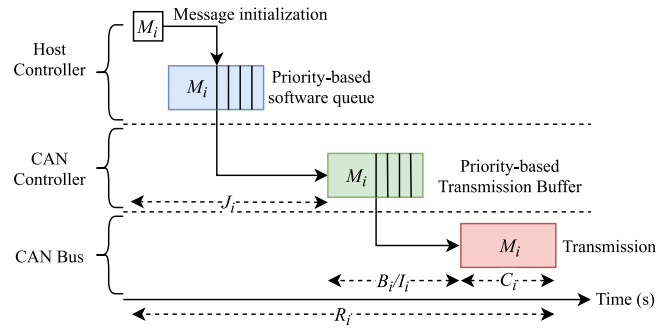 Message initialization
M_i
Host
Controller
M_i
Priority-based
software queue
CAN
Controller
M_i
Priority-based
Transmission Buffer
J_i
CAN Bus
M_i
Transmission
B_i/I_i
C_i
Time (s)
R_i